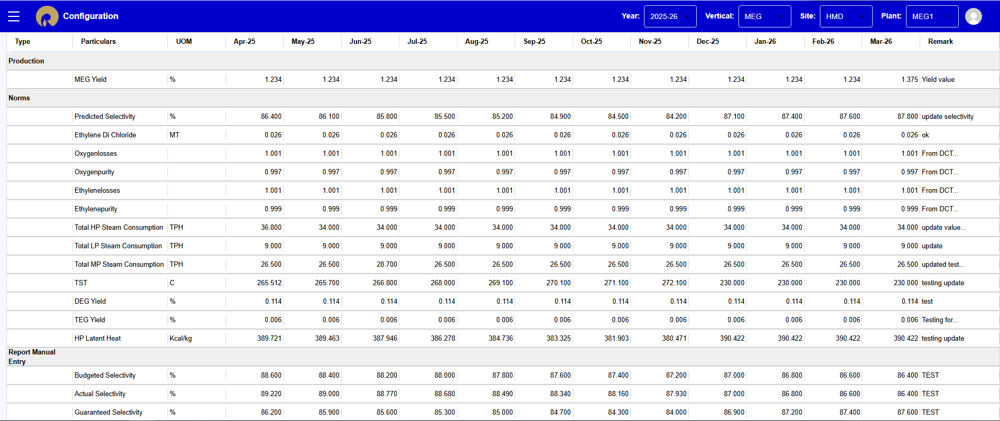 Configuration Year: 2025-26 Vertical: MEG Site: HMD Plant: MEG1
Type Particulars UOM Apr-25 May-25 Jun-25 Jul-25 Aug-25 Sep-25 Oct-25 Nov-25 Dec-25 Jan-26 Feb-26 Mar-26 Remark
Production
MEG Yield % 1.234 1.234 1.234 1.234 1.234 1.234 1.234 1.234 1.234 1.234 1.234 1.375 Yield value
Norms
Predicted Selectivity % 86.400 86.100 85.800 85.500 85.200 84.900 84.500 84.200 87.100 87.400 87.600 87.800 update selectivity
Ethylene Di Chloride MT 0.026 0.026 0.026 0.026 0.026 0.026 0.026 0.026 0.026 0.026 0.026 0.026 ok
Oxygenlosses 1.001 1.001 1.001 1.001 1.001 1.001 1.001 1.001 1.001 1.001 1.001 1.001 From DCT...
Oxygenpurity 0.997 0.997 0.997 0.997 0.997 0.997 0.997 0.997 0.997 0.997 0.997 0.997 From DCT...
Ethylenelosses 1.001 1.001 1.001 1.001 1.001 1.001 1.001 1.001 1.001 1.001 1.001 1.001 From DCT...
Ethylenepurity 0.999 0.999 0.999 0.999 0.999 0.999 0.999 0.999 0.999 0.999 0.999 0.999 From DCT...
Total HP Steam Consumption TPH 36.800 34.000 34.000 34.000 34.000 34.000 34.000 34.000 34.000 34.000 34.000 34.000 update value...
Total LP Steam Consumption TPH 9.000 9.000 9.000 9.000 9.000 9.000 9.000 9.000 9.000 9.000 9.000 9.000 update
Total MP Steam Consumption TPH 26.500 26.500 28.700 26.500 26.500 26.500 26.500 26.500 26.500 26.500 26.500 26.500 updated test...
TST C 265.512 265.700 266.800 268.000 269.100 270.100 271.100 272.100 230.000 230.000 230.000 230.000 testing update
DEG Yield % 0.114 0.114 0.114 0.114 0.114 0.114 0.114 0.114 0.114 0.114 0.114 0.114 test
TEG Yield % 0.006 0.006 0.006 0.006 0.006 0.006 0.006 0.006 0.006 0.006 0.006 0.006 Testing for...
HP Latent Heat Kcal/kg 389.721 389.463 387.946 386.278 384.736 383.325 381.903 380.471 390.422 390.422 390.422 390.422 testing update
Report Manual
Entry
Budgeted Selectivity % 88.600 88.400 88.200 88.000 87.800 87.600 87.400 87.200 87.000 86.800 86.600 86.400 TEST
Actual Selectivity % 89.220 89.000 88.770 88.680 88.490 88.340 88.160 87.930 87.000 86.800 86.600 86.400 TEST
Guaranteed Selectivity % 86.200 85.900 85.600 85.300 85.000 84.700 84.300 84.000 86.900 87.200 87.400 87.600 TEST